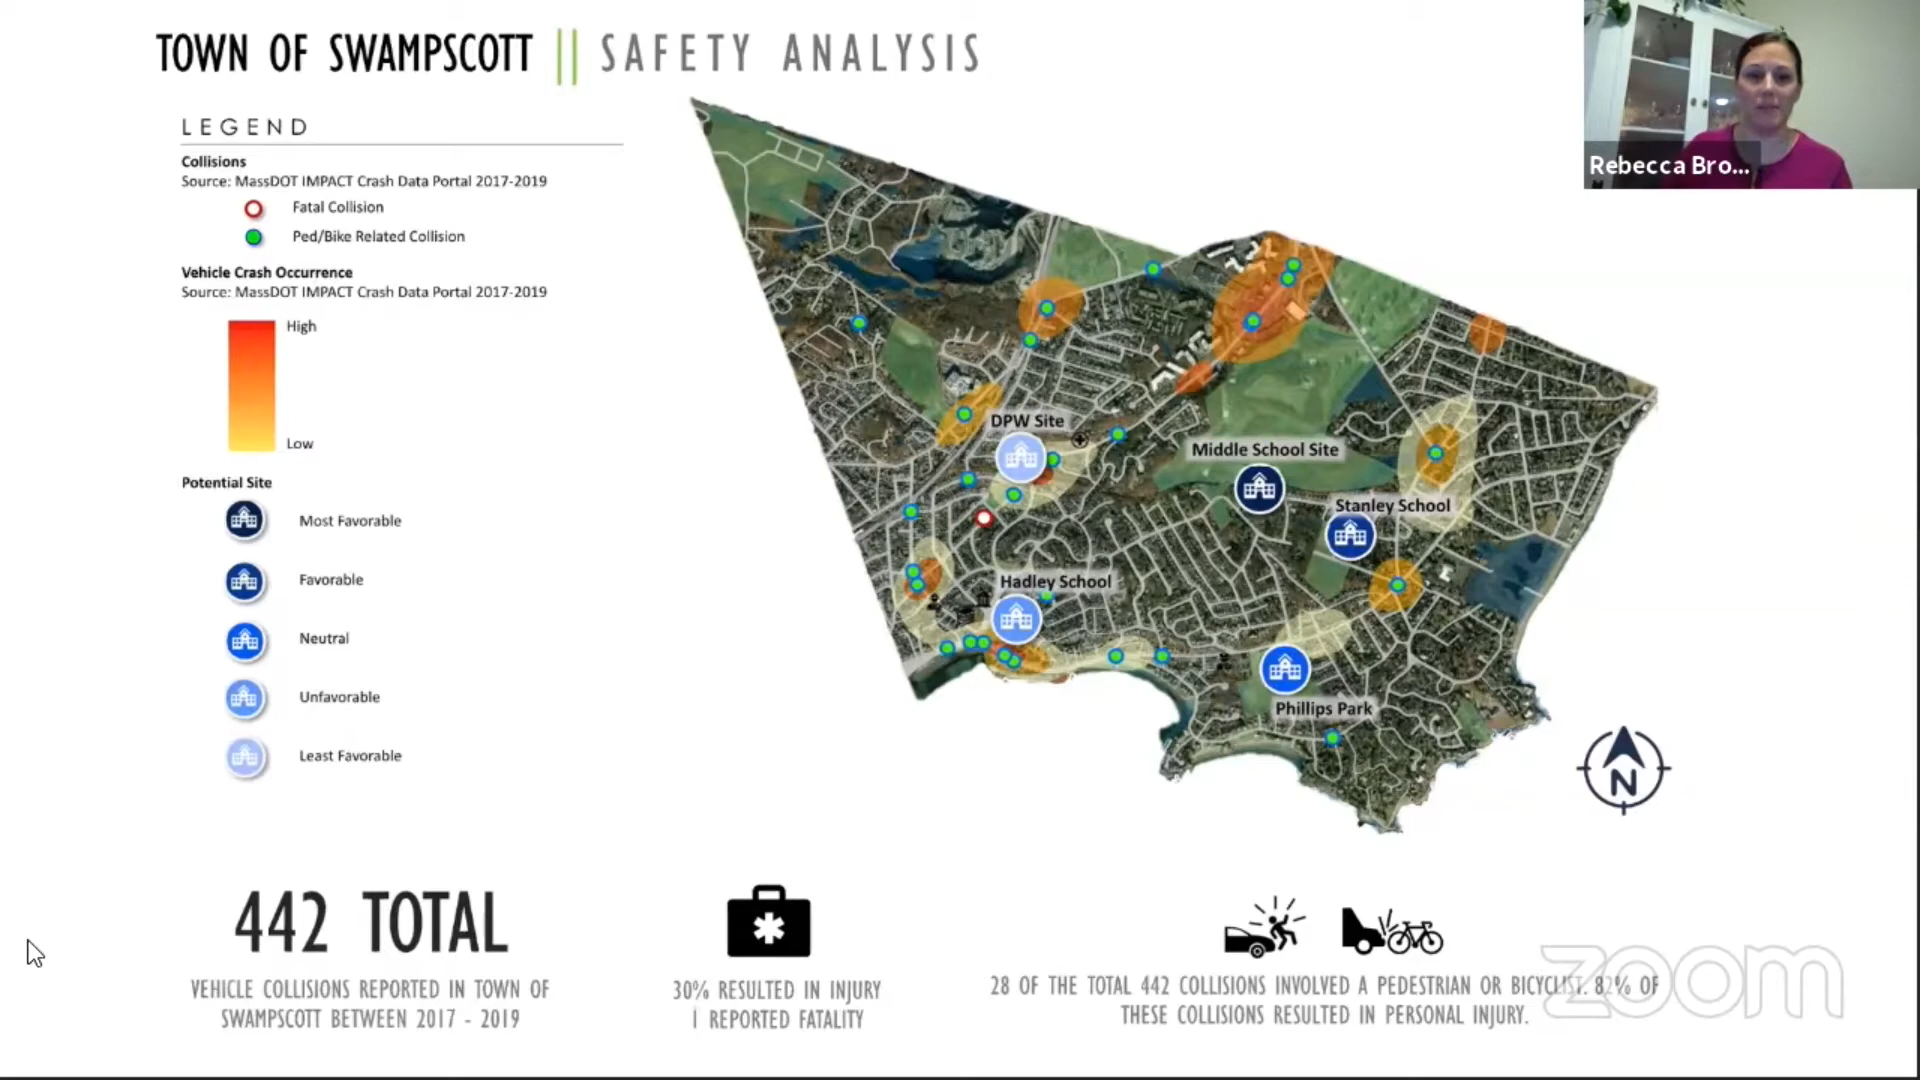 TOWN OF SWAMPSCOTT || SAFETY ANALYSIS
Rebecca Bro...
LEGEND
Collisions
Source: MassDOT IMPACT Crash Data Portal 2017-2019
Fatal Collision
Ped/Bike Related Collision
Vehicle Crash Occurrence
Source: MassDOT IMPACT Crash Data Portal 2017-2019
High
Low
Potential Site
Most Favorable
Favorable
Neutral
Unfavorable
Least Favorable
DPW Site
Middle School Site
Stanley School
Hadley School
Phillips Park
N
442 TOTAL
VEHICLE COLLISIONS REPORTED IN TOWN OF
SWAMPSCOTT BETWEEN 2017 - 2019
30% RESULTED IN INJURY
1 REPORTED FATALITY
28 OF THE TOTAL 442 COLLISIONS INVOLVED A PEDESTRIAN OR BICYCLIST. 82% OF
THESE COLLISIONS RESULTED IN PERSONAL INJURY.
zoom